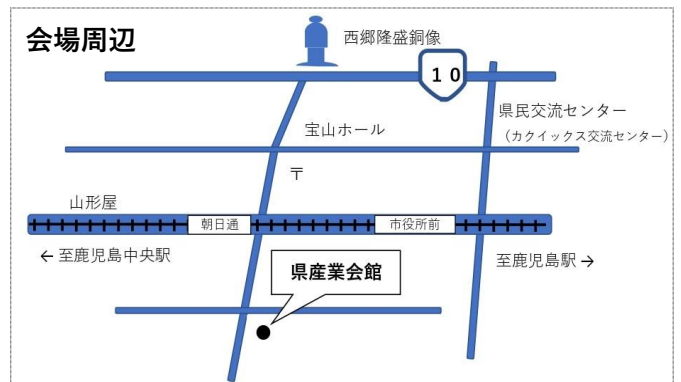 会場周辺
西郷隆盛銅像
10
県民交流センター
（カクイックス交流センター）
宝山ホール
〒
山形屋
朝日通
市役所前
←至鹿児島中央駅
至鹿児島駅→
県産業会館